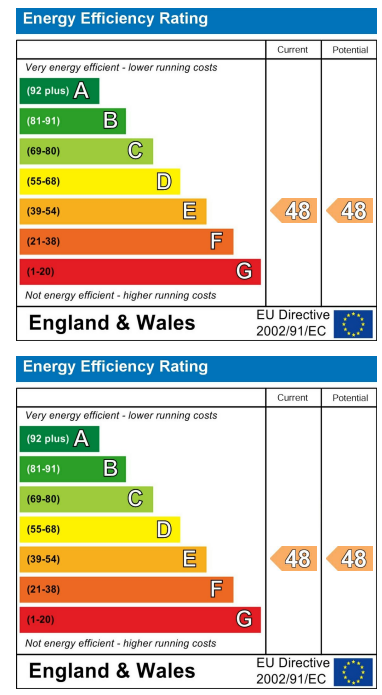 Energy Efficiency Rating
Current Potential
Very energy efficient - lower running costs
(92 plus) A
(81-91) B
(69-80) C
(55-68) D
(39-54) E 48 48
(21-38) F
(1-20) G
Not energy efficient - higher running costs
England & Wales EU Directive
2002/91/EC
Energy Efficiency Rating
Current Potential
Very energy efficient - lower running costs
(92 plus) A
(81-91) B
(69-80) C
(55-68) D
(39-54) E 48 48
(21-38) F
(1-20) G
Not energy efficient - higher running costs
England & Wales EU Directive
2002/91/EC